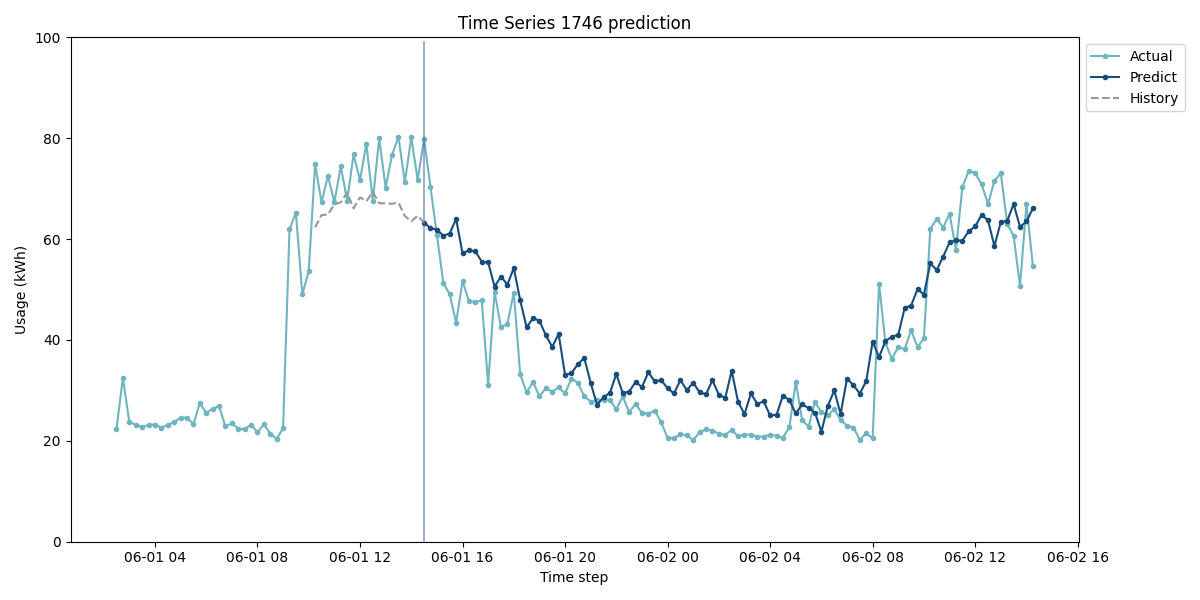 Time Series 1746 prediction
100
80
60
40
20
0
Usage (kWh)
06-01 04
06-01 08
06-01 12
06-01 16
06-01 20
06-02 00
06-02 04
06-02 08
06-02 12
06-02 16
Time step
Actual
Predict
History